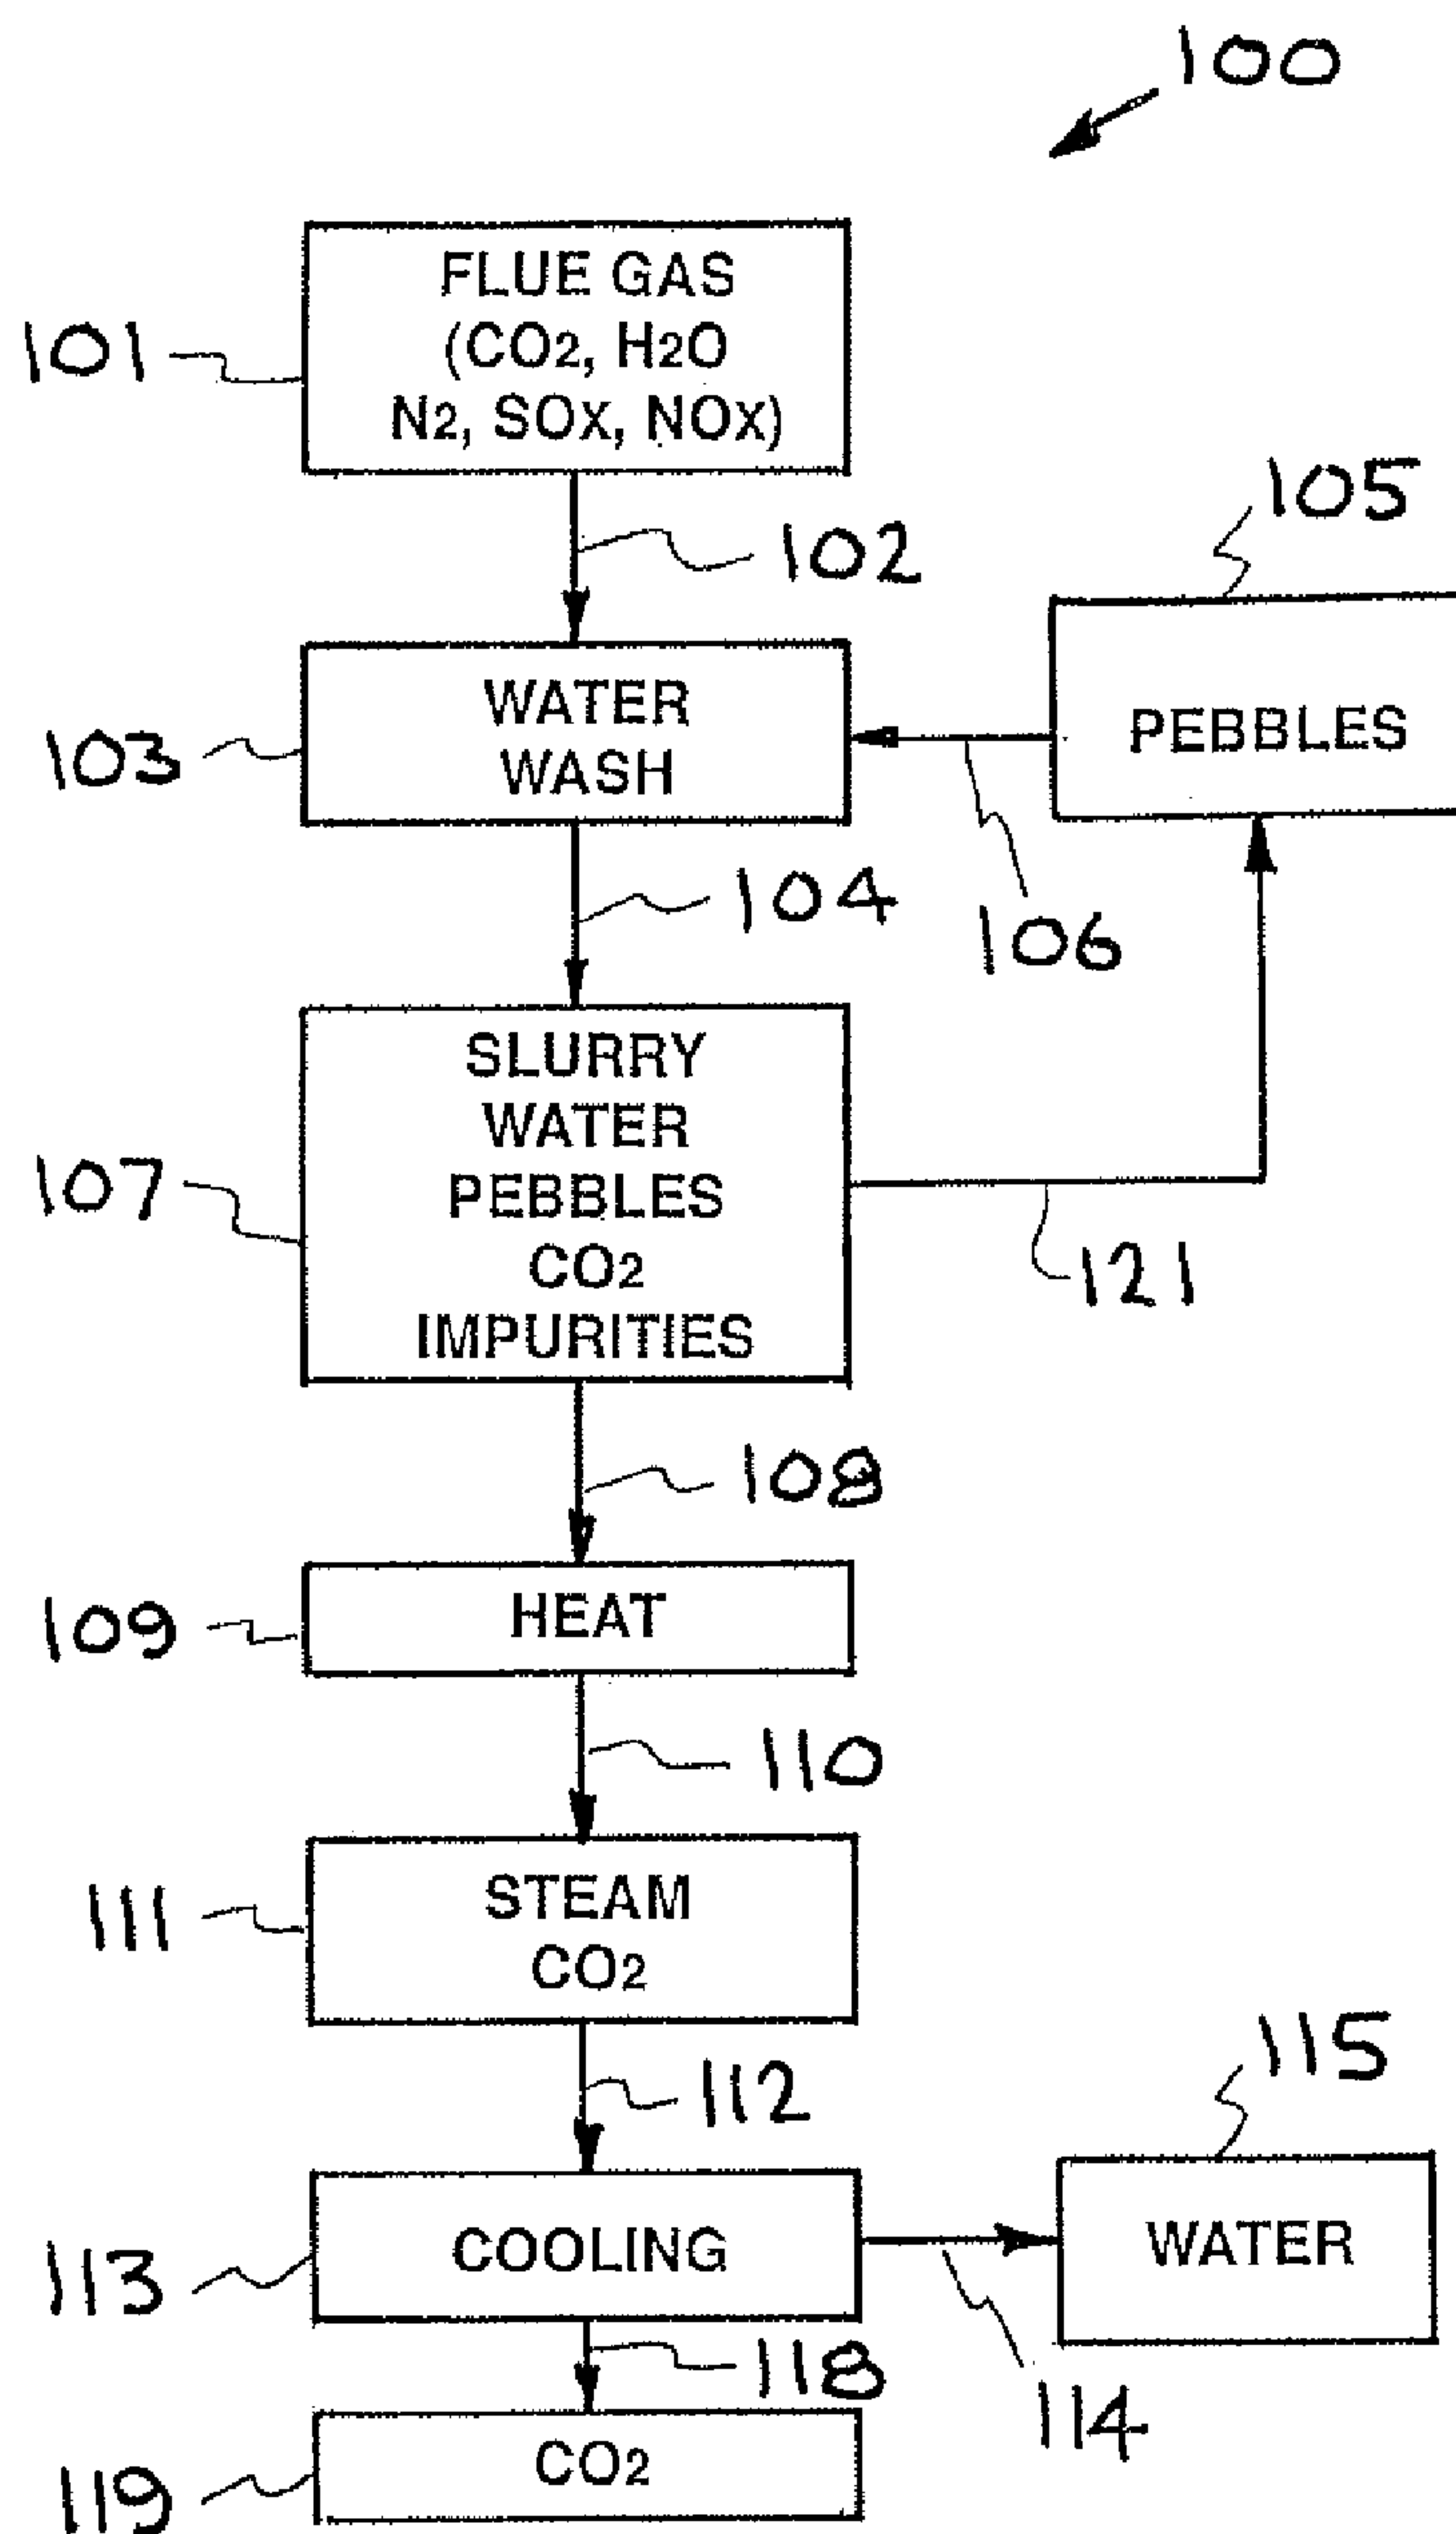 100
FLUE GAS
(CO2, H2O
N2, SOX, NOX)
101
102
105
WATER
WASH
103
PEBBLES
104
106
SLURRY
WATER
PEBBLES
CO2
IMPURITIES
107
121
108
HEAT
109
110
STEAM
CO2
111
112
115
COOLING
WATER
113
118
114
CO2
119